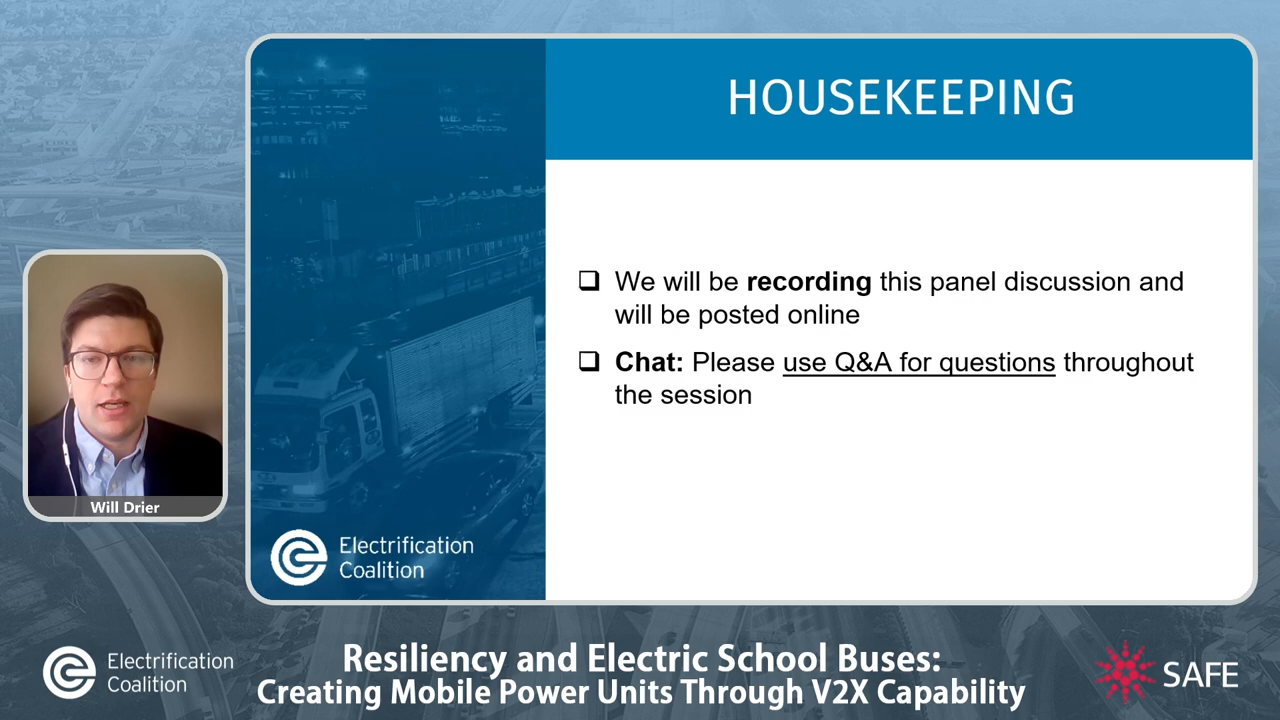 HOUSEKEEPING
❑ We will be recording this panel discussion and
will be posted online
❑ Chat: Please use Q&A for questions throughout
the session
Will Drier
Electrification
Coalition
Electrification
Coalition
Resiliency and Electric School Buses:
Creating Mobile Power Units Through V2X Capability
SAFE